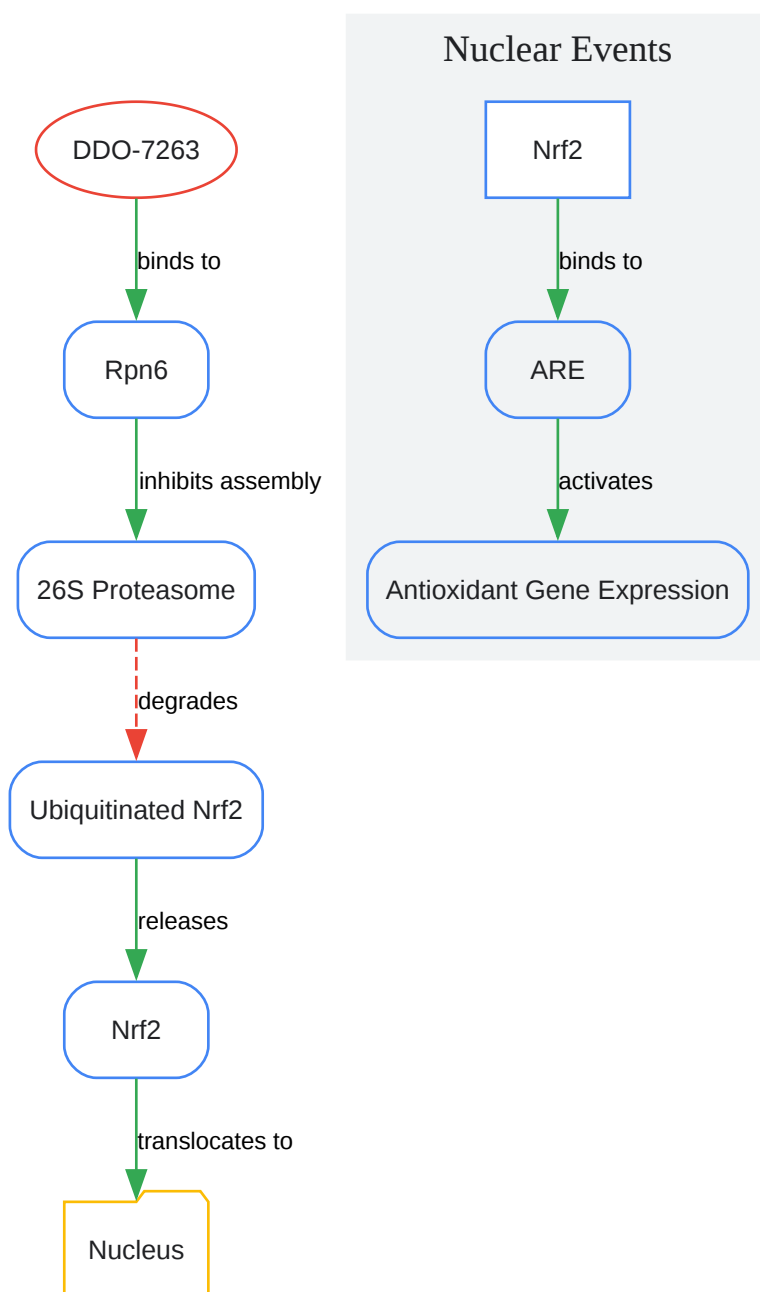 DDO-7263
binds to
Rpn6
inhibits assembly
26S Proteasome
degrades
Ubiquitinated Nrf2
releases
Nrf2
translocates to
Nucleus
Nuclear Events
Nrf2
binds to
ARE
activates
Antioxidant Gene Expression